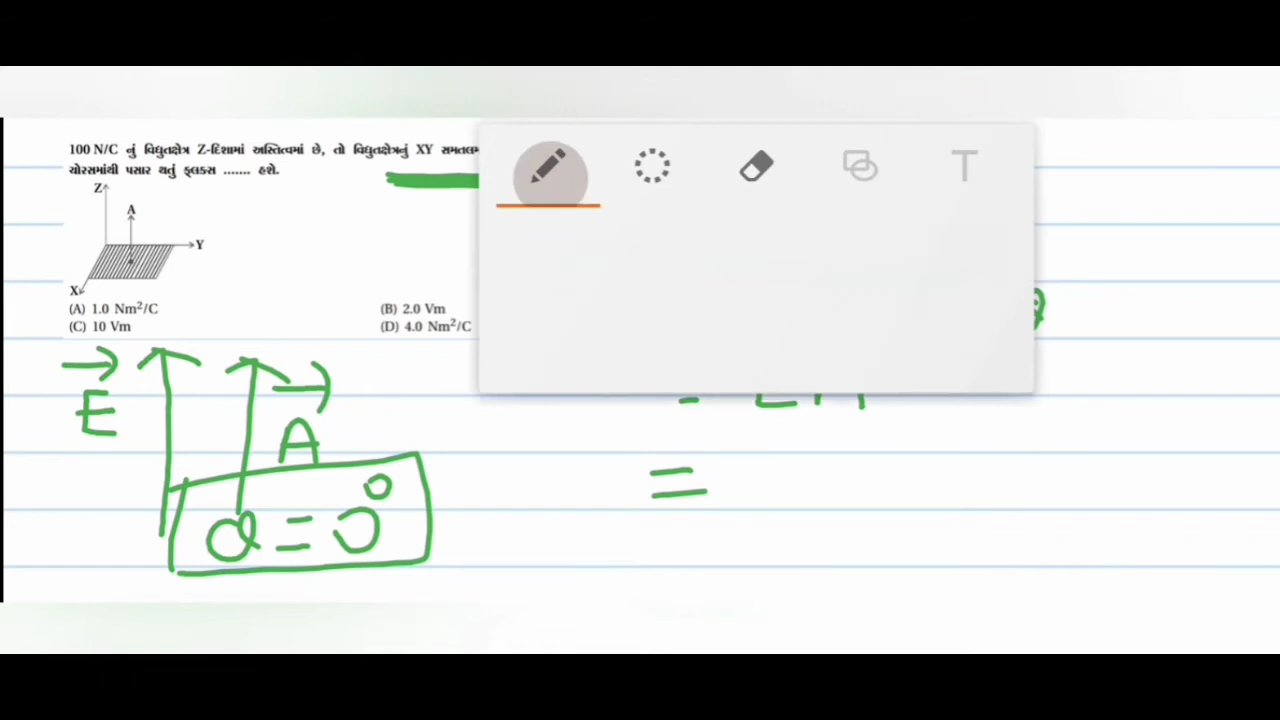 100 N/C નું વિદ્યુતક્ષેત્ર Z-દિશામાં અસ્તિત્વમાં છે, તો વિદ્યુતક્ષેત્રનું XY
ચોરસમાંથી પસાર થતું ફ્લક્સ ....... હશે.
Z
A
Y
X
(A) 1.0 Nm²/C
(B) 2.0 Vm
(C) 10 Vm
(D) 4.0 Nm²/C
T
E
A
=
Q = 0°